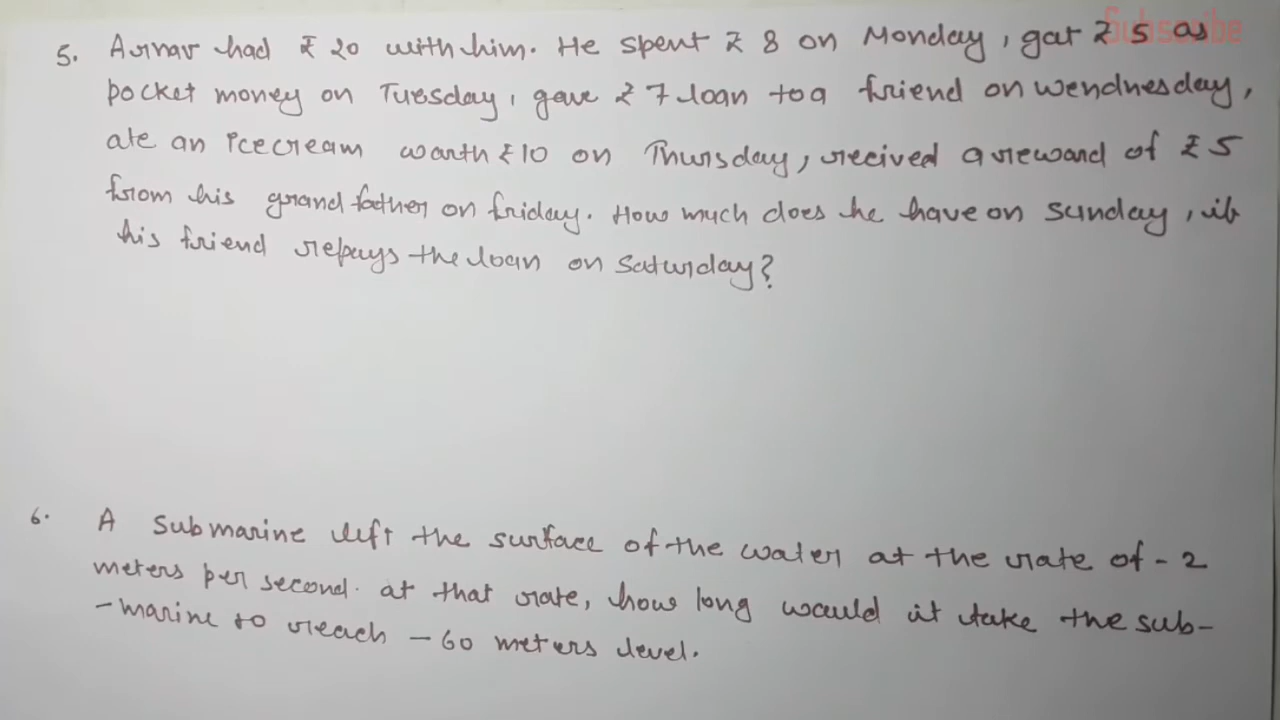 Subscribe
5. Arnav had ₹ 20 with him. He spent ₹ 8 on Monday, got ₹ 5 as
pocket money on Tuesday, gave ₹ 7 loan to a friend on wendnesday,
ate an icecream worth ₹10 on Thursday, recived a reward of ₹ 5
from his grand father on friday. How much does he have on sunday, if
his friend repays the loan on saturday?
6. A submarine left the surface of the water at the rate of - 2
meters per second. at that rate, how long would it take the sub-
-marine to reach - 60 meters level.